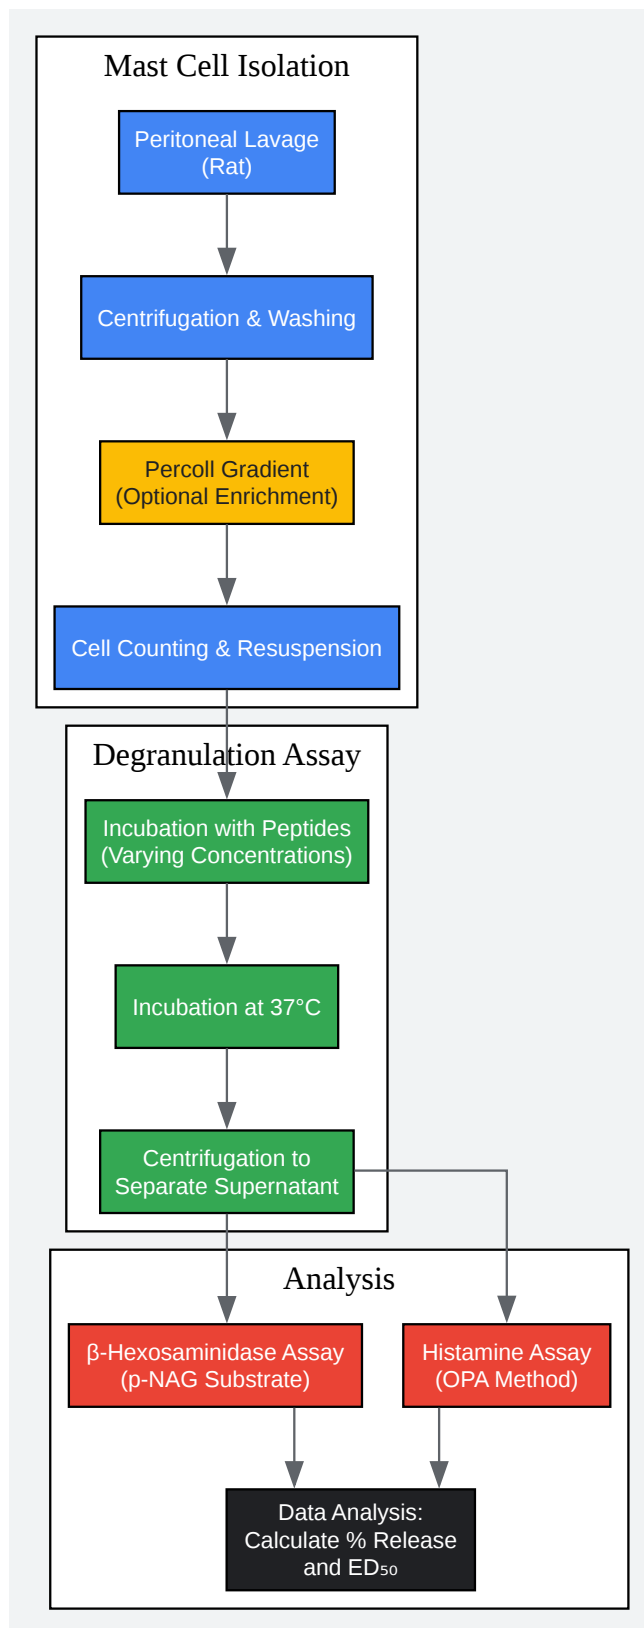 Mast Cell Isolation
Peritoneal Lavage
(Rat)
Centrifugation & Washing
Percoll Gradient
(Optional Enrichment)
Cell Counting & Resuspension
Degranulation Assay
Incubation with Peptides
(Varying Concentrations)
Incubation at 37°C
Centrifugation to
Separate Supernatant
Analysis
β-Hexosaminidase Assay
(p-NAG Substrate)
Histamine Assay
(OPA Method)
Data Analysis:
Calculate % Release
and ED₅₀